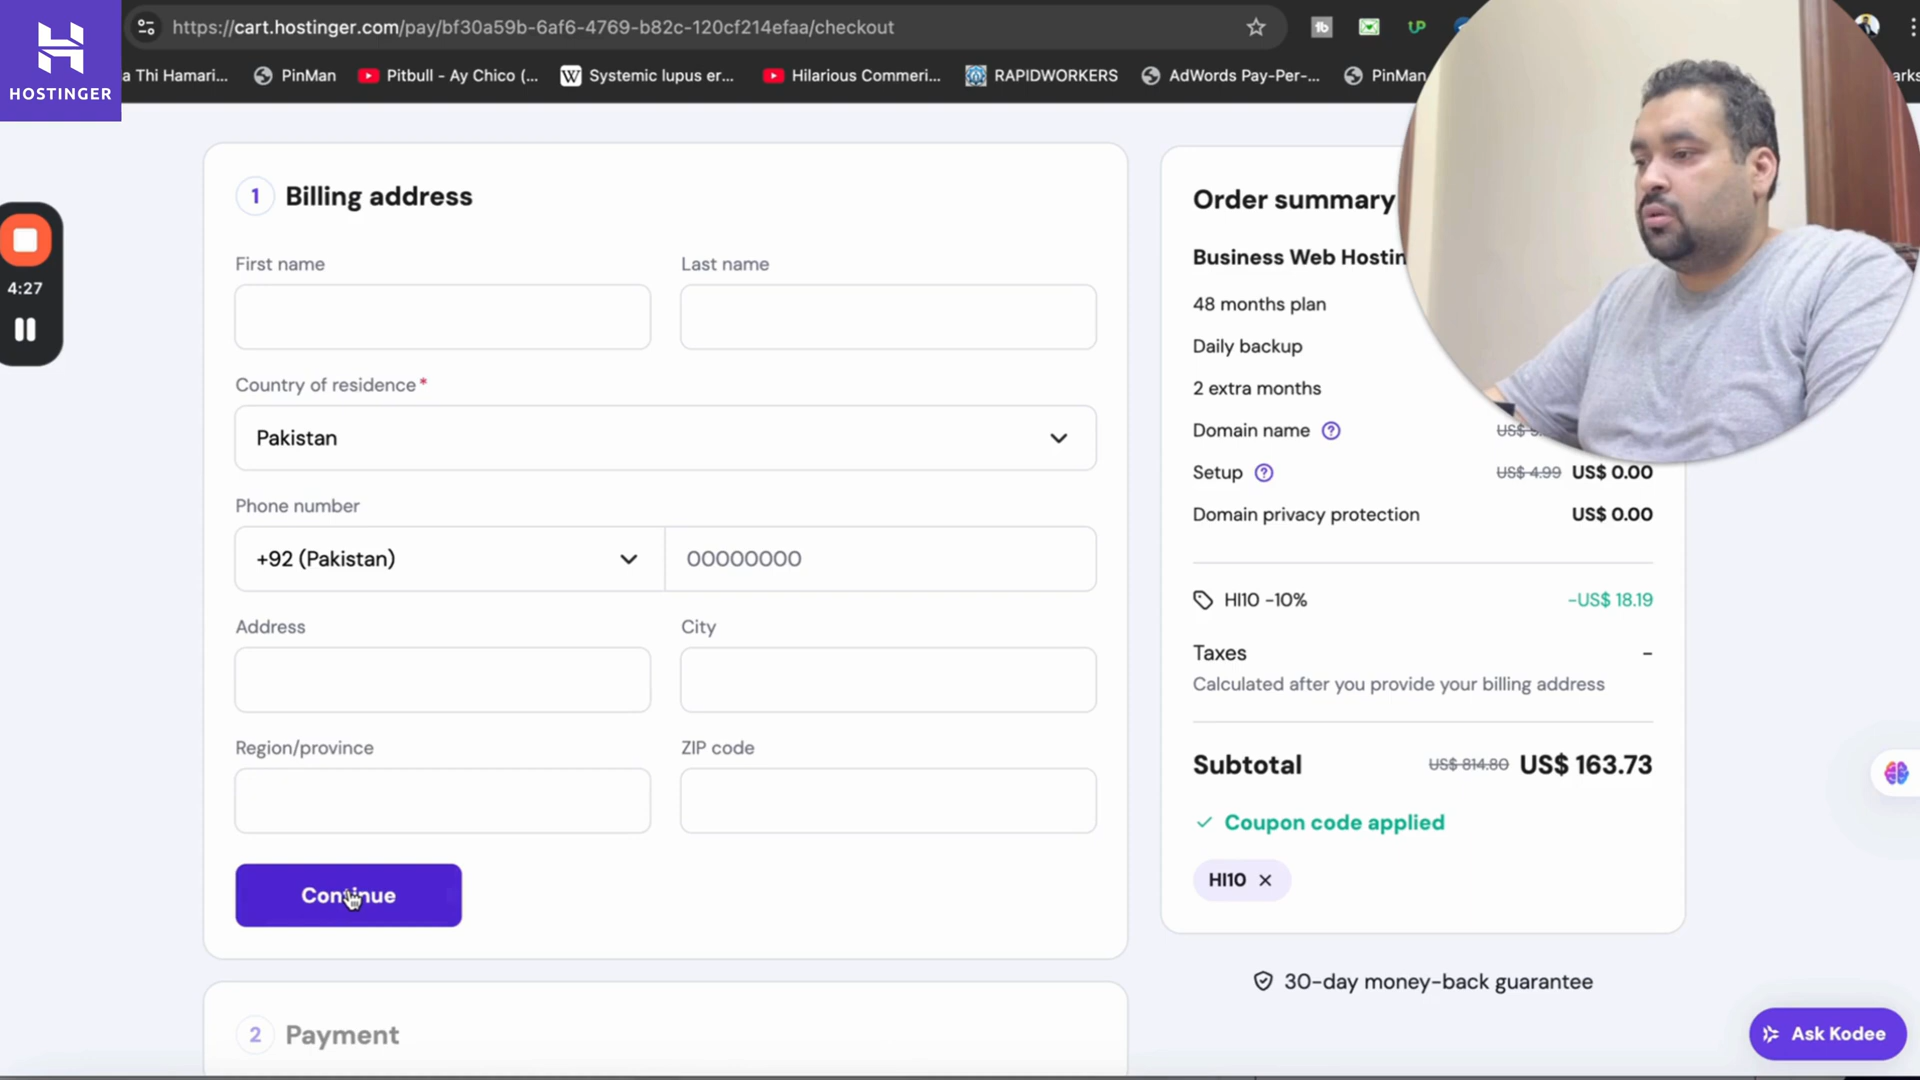 https://cart.hostinger.com/pay/bf30a59b-6af6-4769-b82c-120cf214efaa/checkout
HOSTINGER
a Thi Hamari...
PinMan
Pitbull - Ay Chico (...
Systemic lupus er...
Hilarious Commeri...
RAPIDWORKERS
AdWords Pay-Per-...
PinMan
4:27
1 Billing address
First name
Last name
Country of residence*
Pakistan
Phone number
+92 (Pakistan)
00000000
Address
City
Region/province
ZIP code
Continue
2 Payment
Order summary
Business Web Hostin
48 months plan
Daily backup
2 extra months
Domain name
Setup US$ 4.99 US$ 0.00
Domain privacy protection US$ 0.00
HI10 -10% -US$ 18.19
Taxes -
Calculated after you provide your billing address
Subtotal US$ 814.80 US$ 163.73
Coupon code applied
HI10
30-day money-back guarantee
Ask Kodee